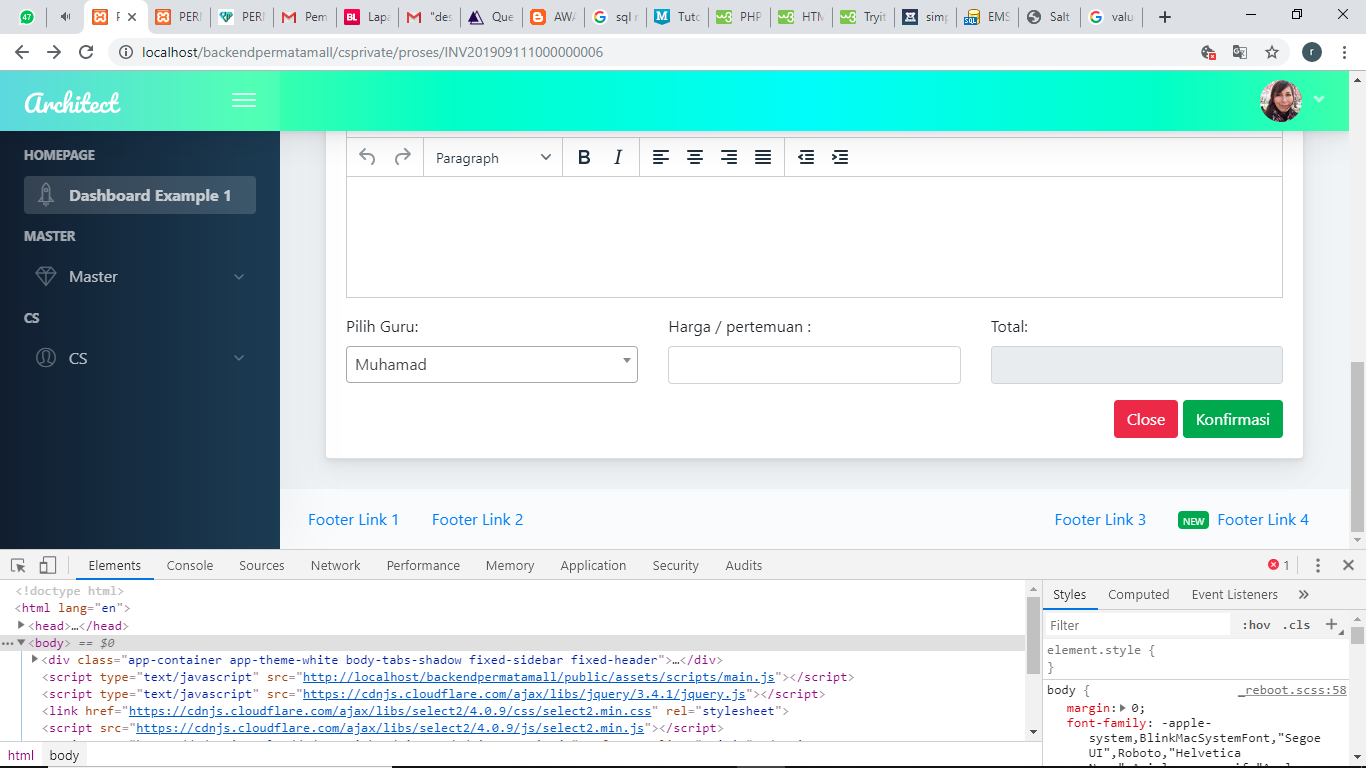 47 P PERM PERM Pem Lapa "des Que AWA sql r Tuto PHP HTM Tryit simp EMS Salt valu
localhost/backendpermatamall/csprivate/proses/INV201909111000000006
r
Architect
HOMEPAGE
Dashboard Example 1
MASTER
Master
CS
CS
Paragraph B I
Pilih Guru: Harga / pertemuan : Total:
Muhamad
Close Konfirmasi
Footer Link 1 Footer Link 2 Footer Link 3 NEW Footer Link 4
Elements Console Sources Network Performance Memory Application Security Audits 1
<!doctype html>
<html lang="en">
<head>…</head>
<body> == $0
<div class="app-container app-theme-white body-tabs-shadow fixed-sidebar fixed-header">…</div>
<script type="text/javascript" src="http://localhost/backendpermatamall/public/assets/scripts/main.js"></script>
<script type="text/javascript" src="https://cdnjs.cloudflare.com/ajax/libs/jquery/3.4.1/jquery.js"></script>
<link href="https://cdnjs.cloudflare.com/ajax/libs/select2/4.0.9/css/select2.min.css" rel="stylesheet">
<script src="https://cdnjs.cloudflare.com/ajax/libs/select2/4.0.9/js/select2.min.js"></script>
html body
Styles Computed Event Listeners »
Filter :hov .cls +
element.style {
}
body { _reboot.scss:58
margin: 0;
font-family: -apple-
system,BlinkMacSystemFont,"Segoe
UI",Roboto,"Helvetica